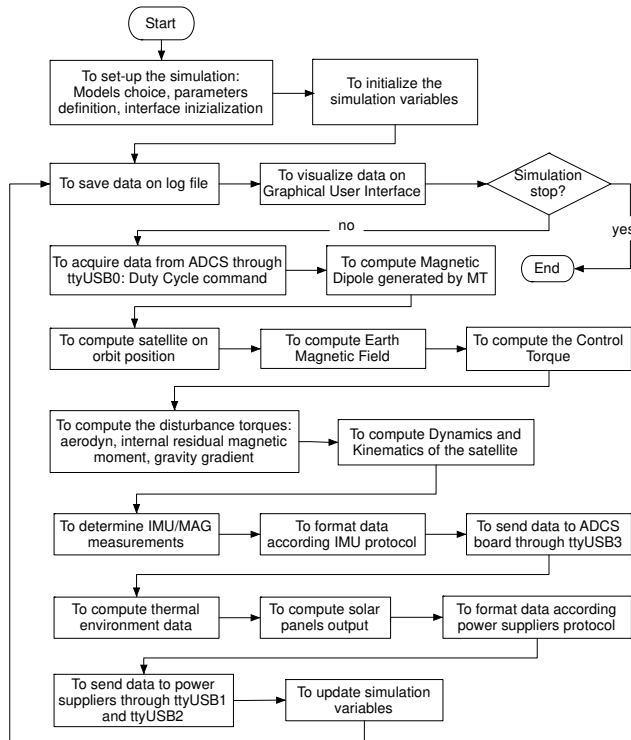 Start
To set-up the simulation:
Models choice, parameters
definition, interface inizialization
To initialize the
simulation variables
To save data on log file
To visualize data on
Graphical User Interface
Simulation
stop?
no
yes
To acquire data from ADCS through
ttyUSB0: Duty Cycle command
To compute Magnetic
Dipole generated by MT
End
To compute satellite on
orbit position
To compute Earth
Magnetic Field
To compute the Control
Torque
To compute the disturbance torques:
aerodyn, internal residual magnetic
moment, gravity gradient
To compute Dynamics and
Kinematics of the satellite
To determine IMU/MAG
measurements
To format data
according IMU protocol
To send data to ADCS
board through ttyUSB3
To compute thermal
environment data
To compute solar
panels output
To format data according
power suppliers protocol
To send data to power
suppliers through ttyUSB1
and ttyUSB2
To update simulation
variables